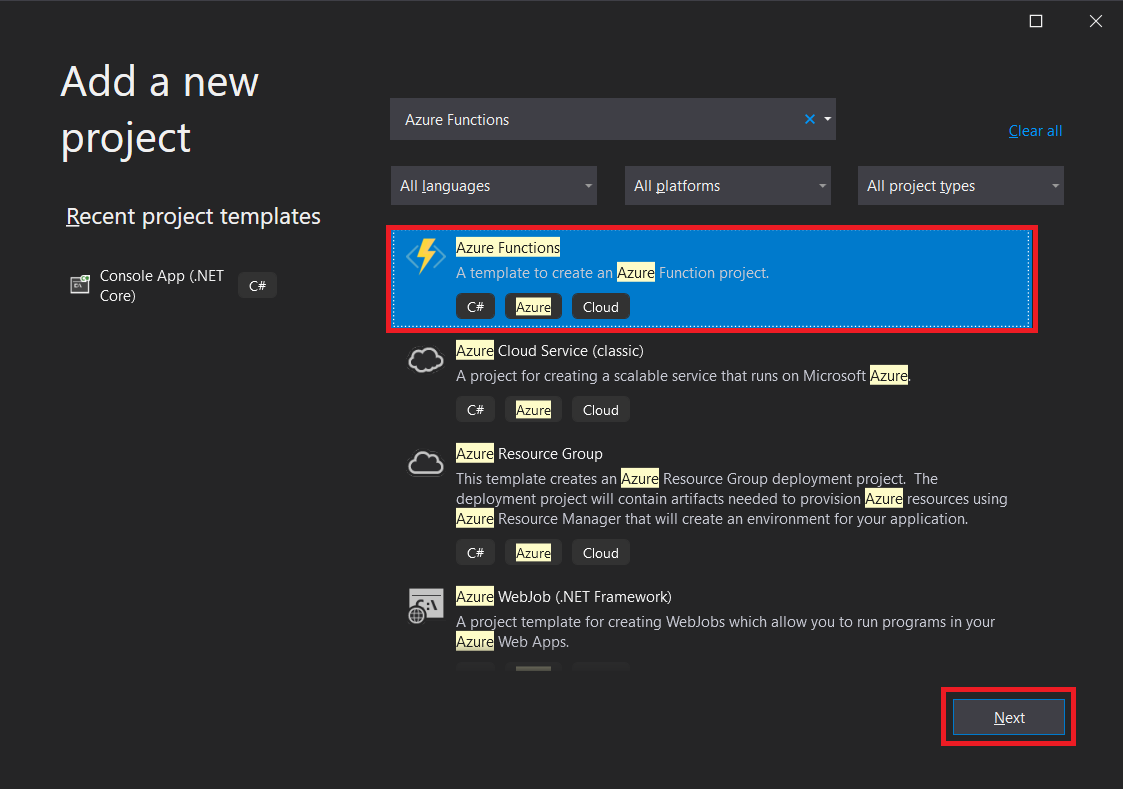 Add a new
project
Azure Functions
Clear all
All languages
All platforms
All project types
Recent project templates
Console App (.NET
Core)
C#
Azure Functions
A template to create an Azure Function project.
C#
Azure
Cloud
Azure Cloud Service (classic)
A project for creating a scalable service that runs on Microsoft Azure.
C#
Azure
Cloud
Azure Resource Group
This template creates an Azure Resource Group deployment project.  The
deployment project will contain artifacts needed to provision Azure resources using
Azure Resource Manager that will create an environment for your application.
C#
Azure
Cloud
Azure WebJob (.NET Framework)
A project template for creating WebJobs which allow you to run programs in your
Azure Web Apps.
Next